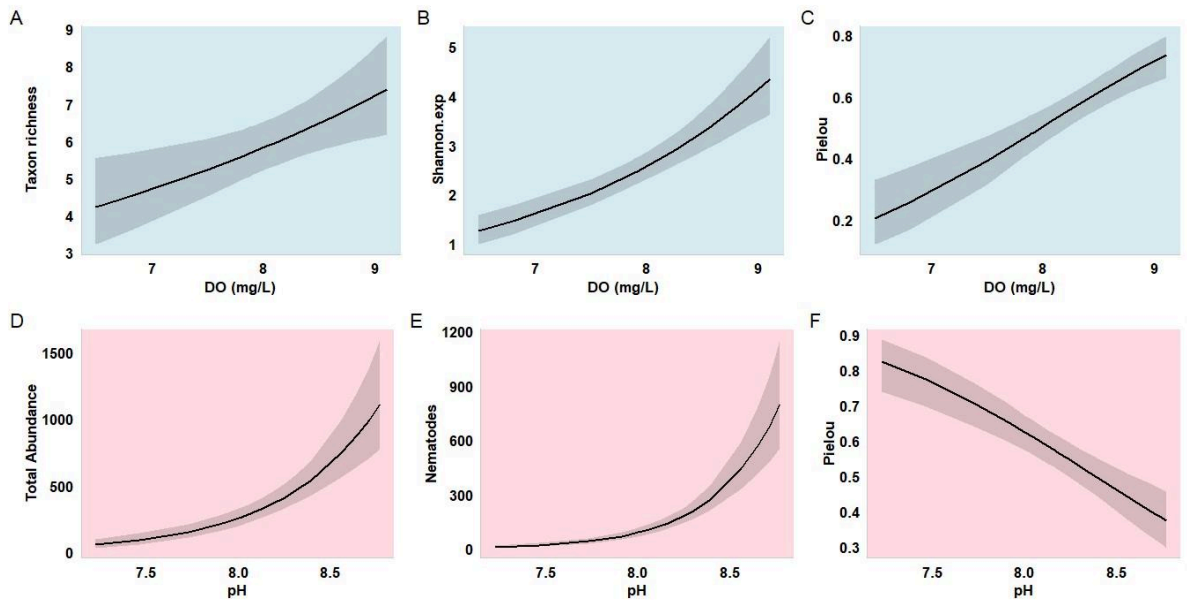 A
B
C
Taxon richness
9
8
7
6
5
4
3
7
8
9
DO (mg/L)
Shannon.exp
5
4
3
2
1
7
8
9
DO (mg/L)
Pielou
0.8
0.6
0.4
0.2
7
8
9
DO (mg/L)
D
E
F
Total Abundance
1500
1000
500
0
7.5
8.0
8.5
pH
Nematodes
1200
900
600
300
0
7.5
8.0
8.5
pH
Pielou
0.9
0.8
0.7
0.6
0.5
0.4
0.3
7.5
8.0
8.5
pH